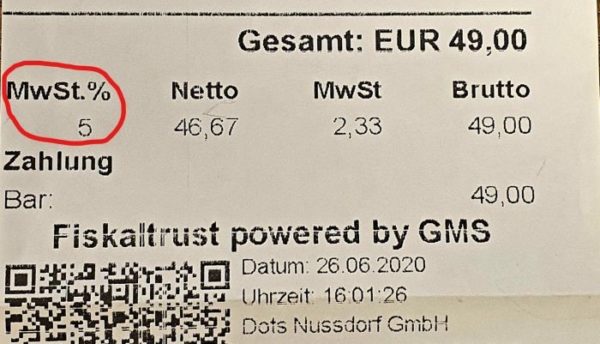 Gesamt: EUR 49,00
MwSt.% Netto MwSt Brutto
5 46,67 2,33 49,00
Zahlung
Bar: 49,00
Fiskaltrust powered by GMS
Datum: 26.06.2020
Uhrzeit: 16:01:26
Dots Nussdorf GmbH